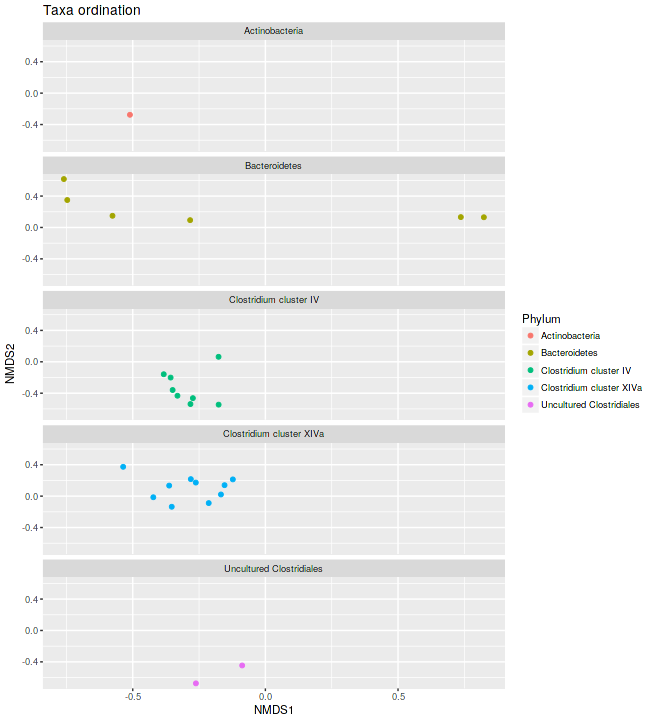 Taxa ordination
Actinobacteria
0.4
0.0
-0.4
Bacteroidetes
0.4
0.0
-0.4
Clostridium cluster IV
0.4
0.0
-0.4
Clostridium cluster XIVa
0.4
0.0
-0.4
Uncultured Clostridiales
0.4
0.0
-0.4
-0.5 0.0 0.5
NMDS1
NMDS2
Phylum
Actinobacteria
Bacteroidetes
Clostridium cluster IV
Clostridium cluster XIVa
Uncultured Clostridiales